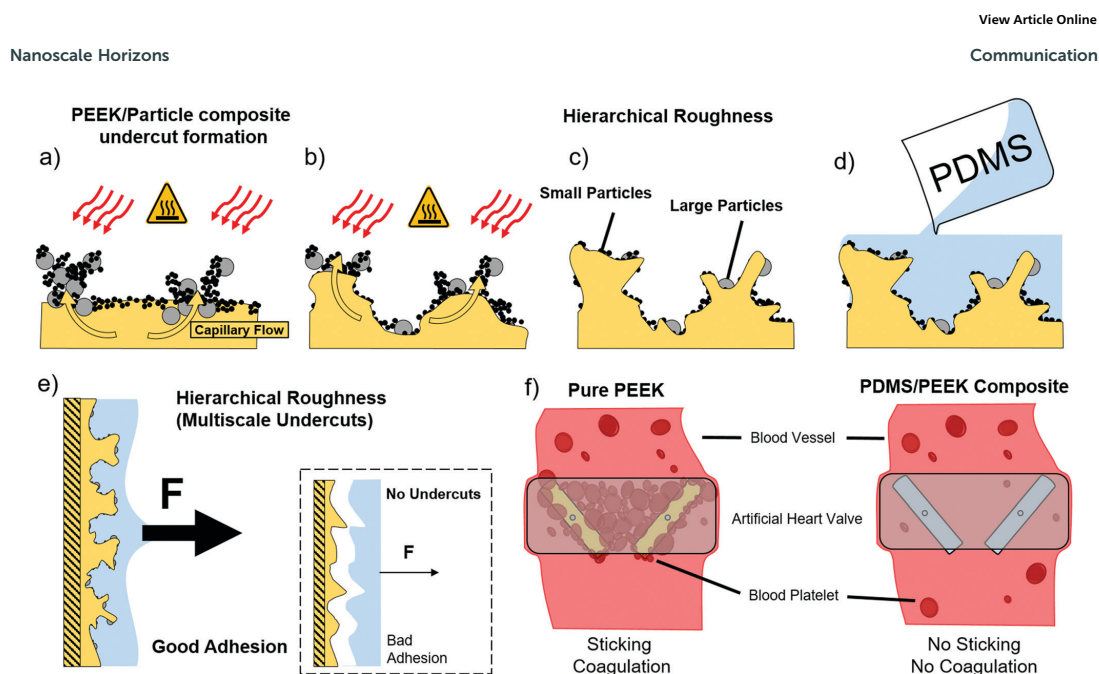 View Article Online
Nanoscale Horizons
Communication
PEEK/Particle composite
undercut formation
Hierarchical Roughness
a)
b)
c)
d)
PDMS
Small Particles
Large Particles
Capillary Flow
e)
Hierarchical Roughness
(Multiscale Undercuts)
F
Good Adhesion
No Undercuts
F
Bad
Adhesion
f)
Pure PEEK
PDMS/PEEK Composite
Blood Vessel
Artificial Heart Valve
Blood Platelet
Sticking
Coagulation
No Sticking
No Coagulation